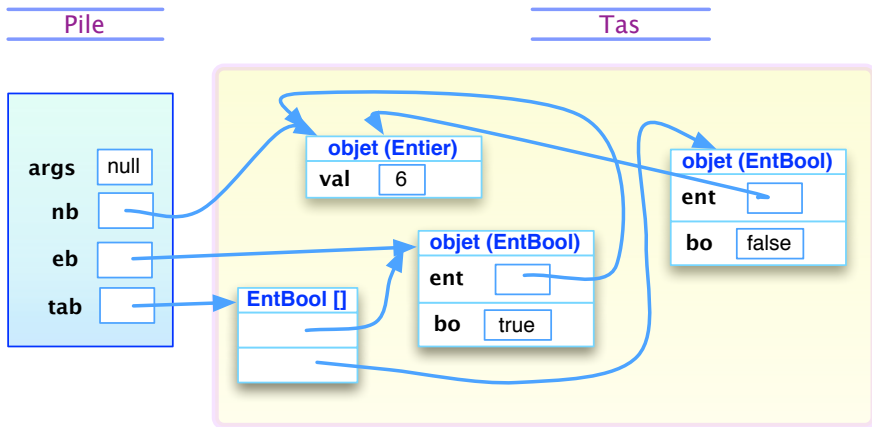 Pile
Tas
args null
nb
eb
tab
objet (Entier)
val 6
objet (EntBool)
ent
bo true
EntBool []
objet (EntBool)
ent
bo false